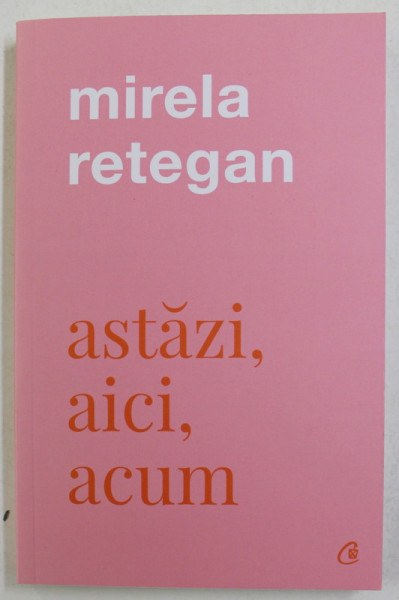 mirela
retegan
astăzi,
aici,
acum